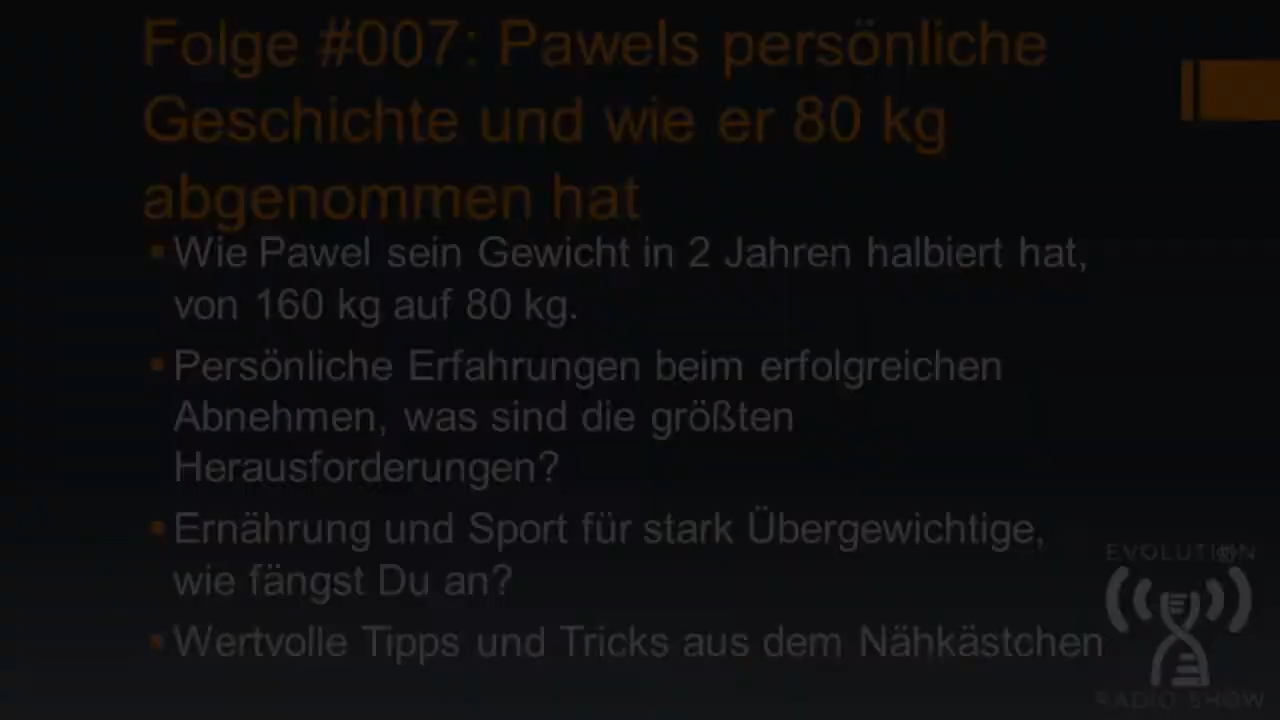 Folge #007: Pawels persönliche
Geschichte und wie er 80 kg
abgenommen hat
Wie Pawel sein Gewicht in 2 Jahren halbiert hat,
von 160 kg auf 80 kg.
Persönliche Erfahrungen beim erfolgreichen
Abnehmen, was sind die größten
Herausforderungen?
Ernährung und Sport für stark Übergewichtige,
wie fängst Du an?
Wertvolle Tipps und Tricks aus dem Nähkästchen
EVOLUTION
RADIO SHOW